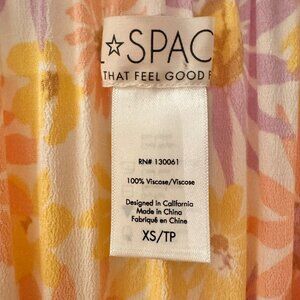 L☆SPAC
THAT FEEL GOOD F
RN# 130061
100% Viscose/Viscose
Designed in California
Made in China
Fabriqué en Chine
XS/TP